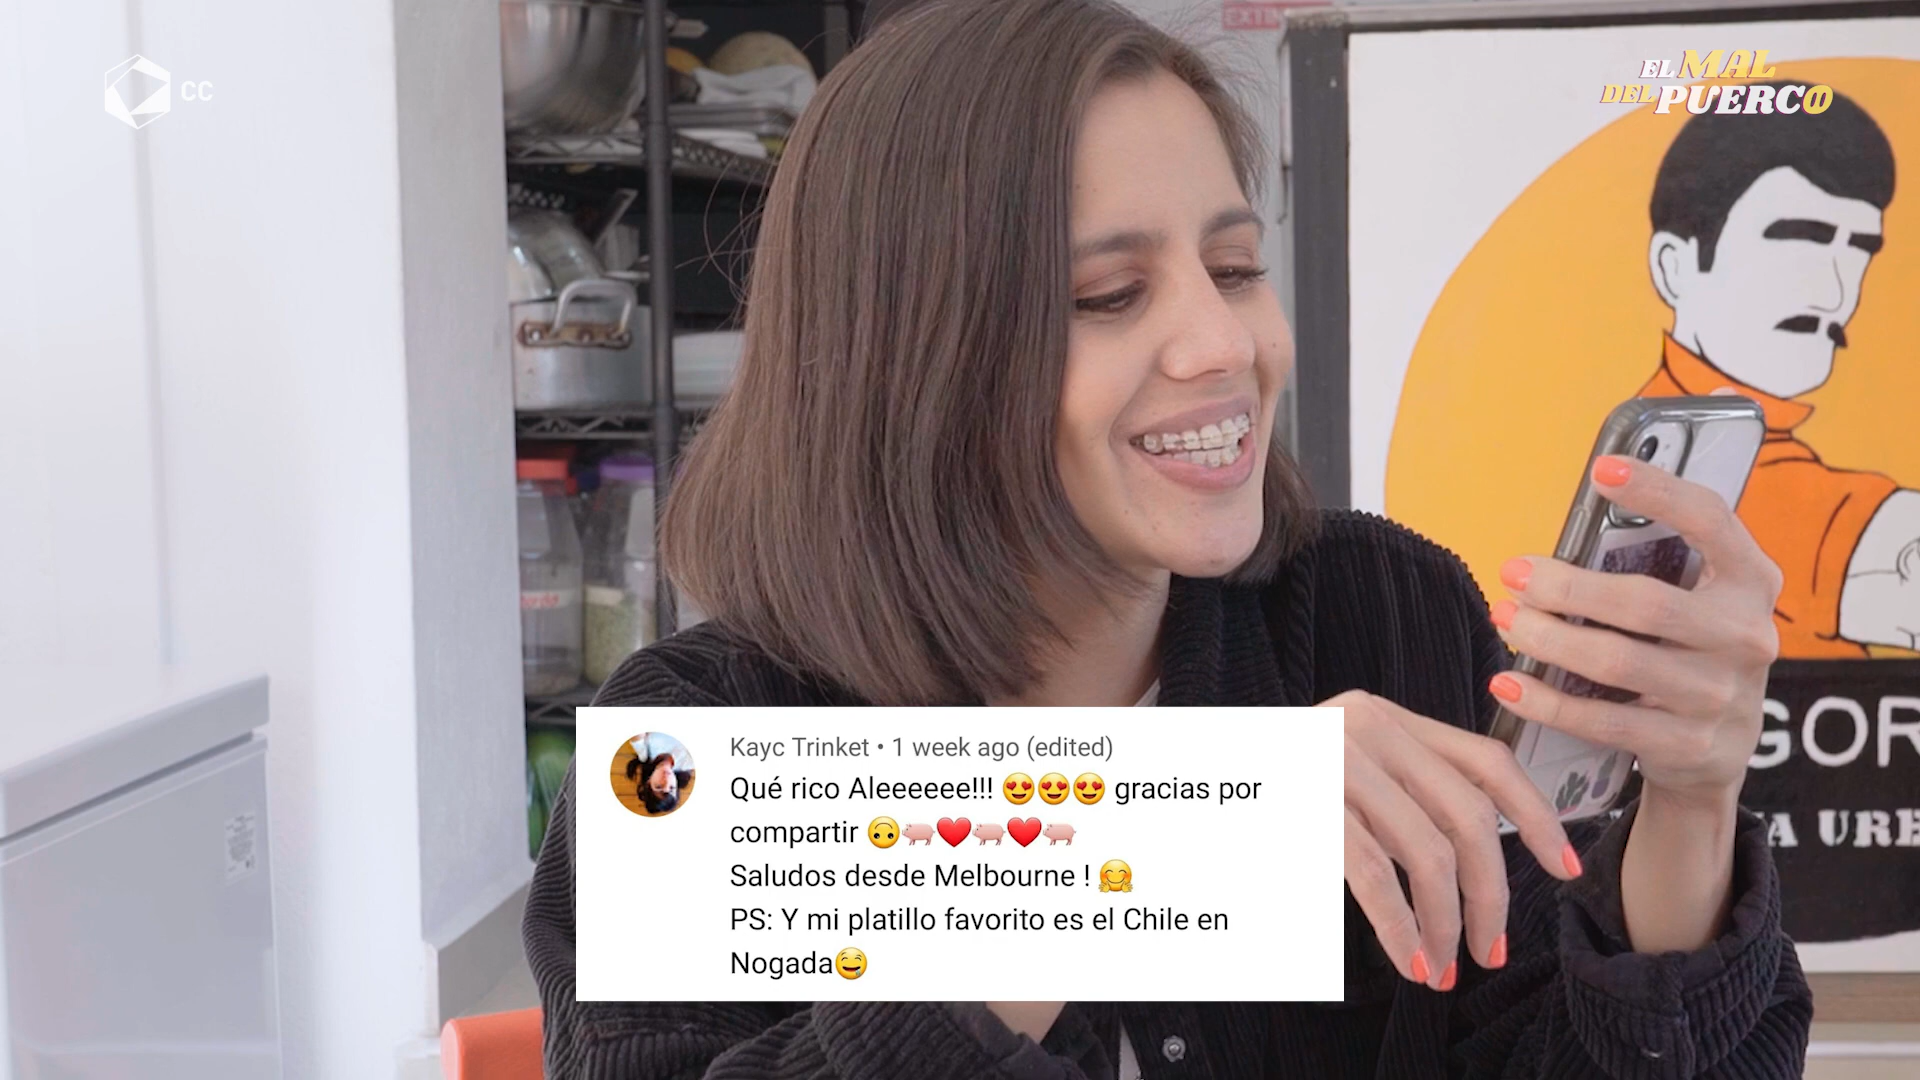 CC
EL MAL
DEL PUERCO
Kayc Trinket • 1 week ago (edited)
Qué rico Aleeeeee!!! 😍😍😍 gracias por
compartir 🙃🐖❤️🐖❤️🐖
Saludos desde Melbourne ! 🤗
PS: Y mi platillo favorito es el Chile en
Nogada🤤
GOR
A URB